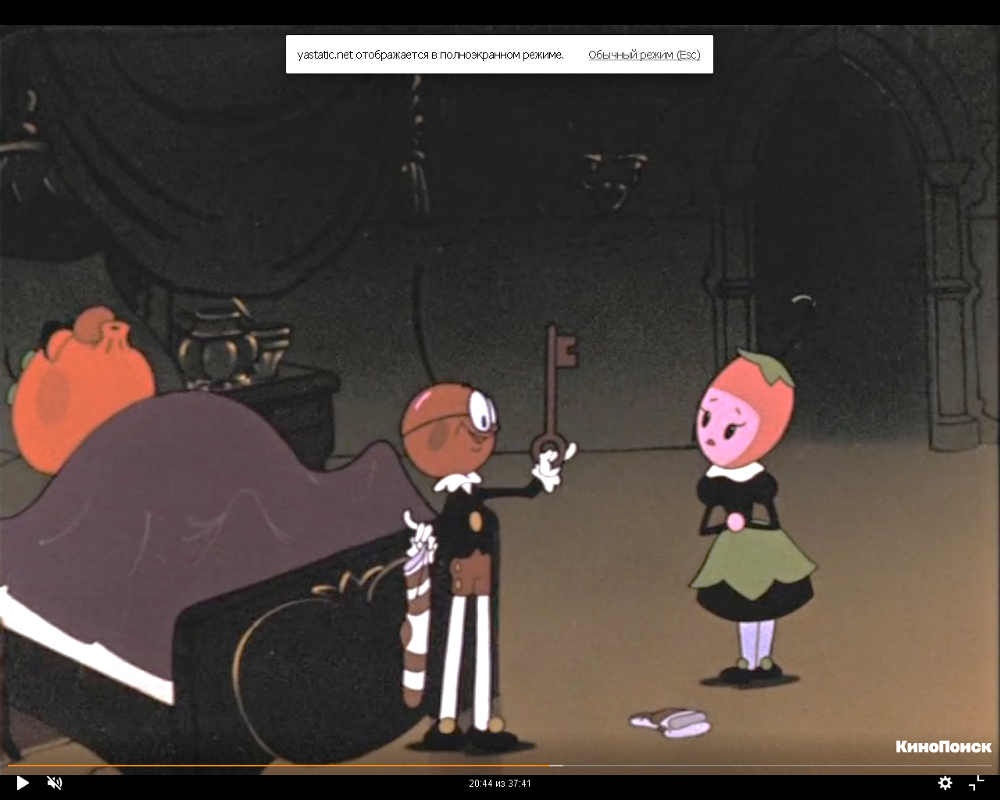 yastatic.net отображается в полноэкранном режиме. Обычный режим (Esc)
КиноПоиск
20:44 из 37:41